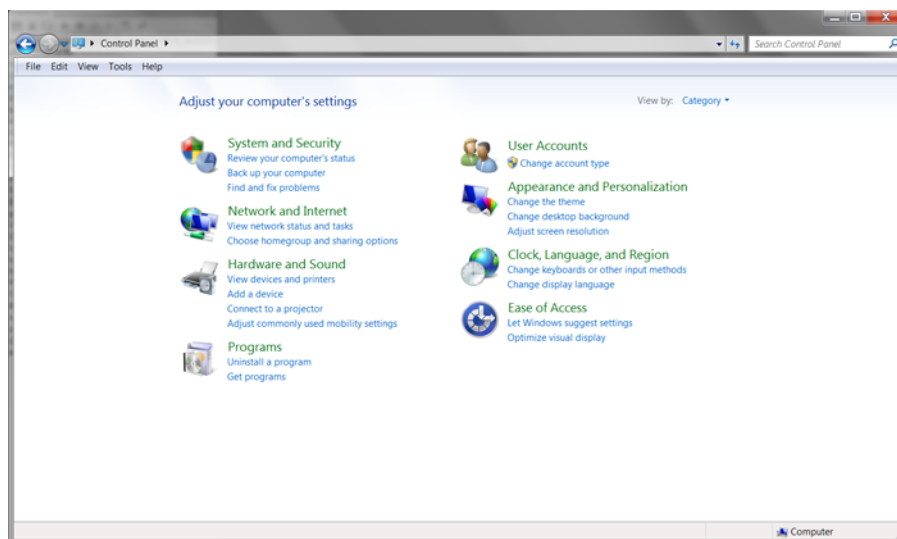 Control Panel
Search Control Panel
File Edit View Tools Help
Adjust your computer's settings
View by: Category
System and Security
Review your computer's status
Back up your computer
Find and fix problems
Network and Internet
View network status and tasks
Choose homegroup and sharing options
Hardware and Sound
View devices and printers
Add a device
Connect to a projector
Adjust commonly used mobility settings
Programs
Uninstall a program
Get programs
User Accounts
Change account type
Appearance and Personalization
Change the theme
Change desktop background
Adjust screen resolution
Clock, Language, and Region
Change keyboards or other input methods
Change display language
Ease of Access
Let Windows suggest settings
Optimize visual display
Computer